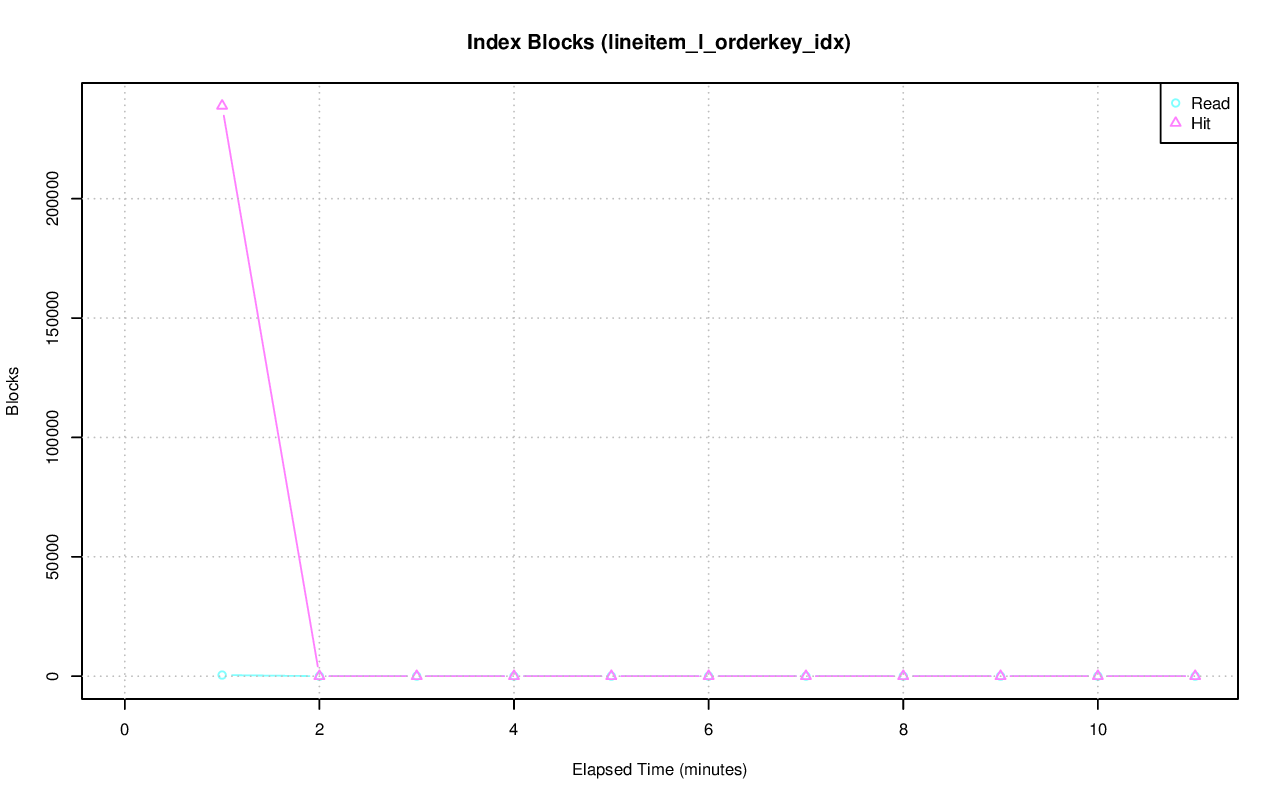 Index Blocks (lineitem_l_orderkey_idx)
Read
Hit
200000
150000
100000
50000
0
Blocks
0 2 4 6 8 10
Elapsed Time (minutes)